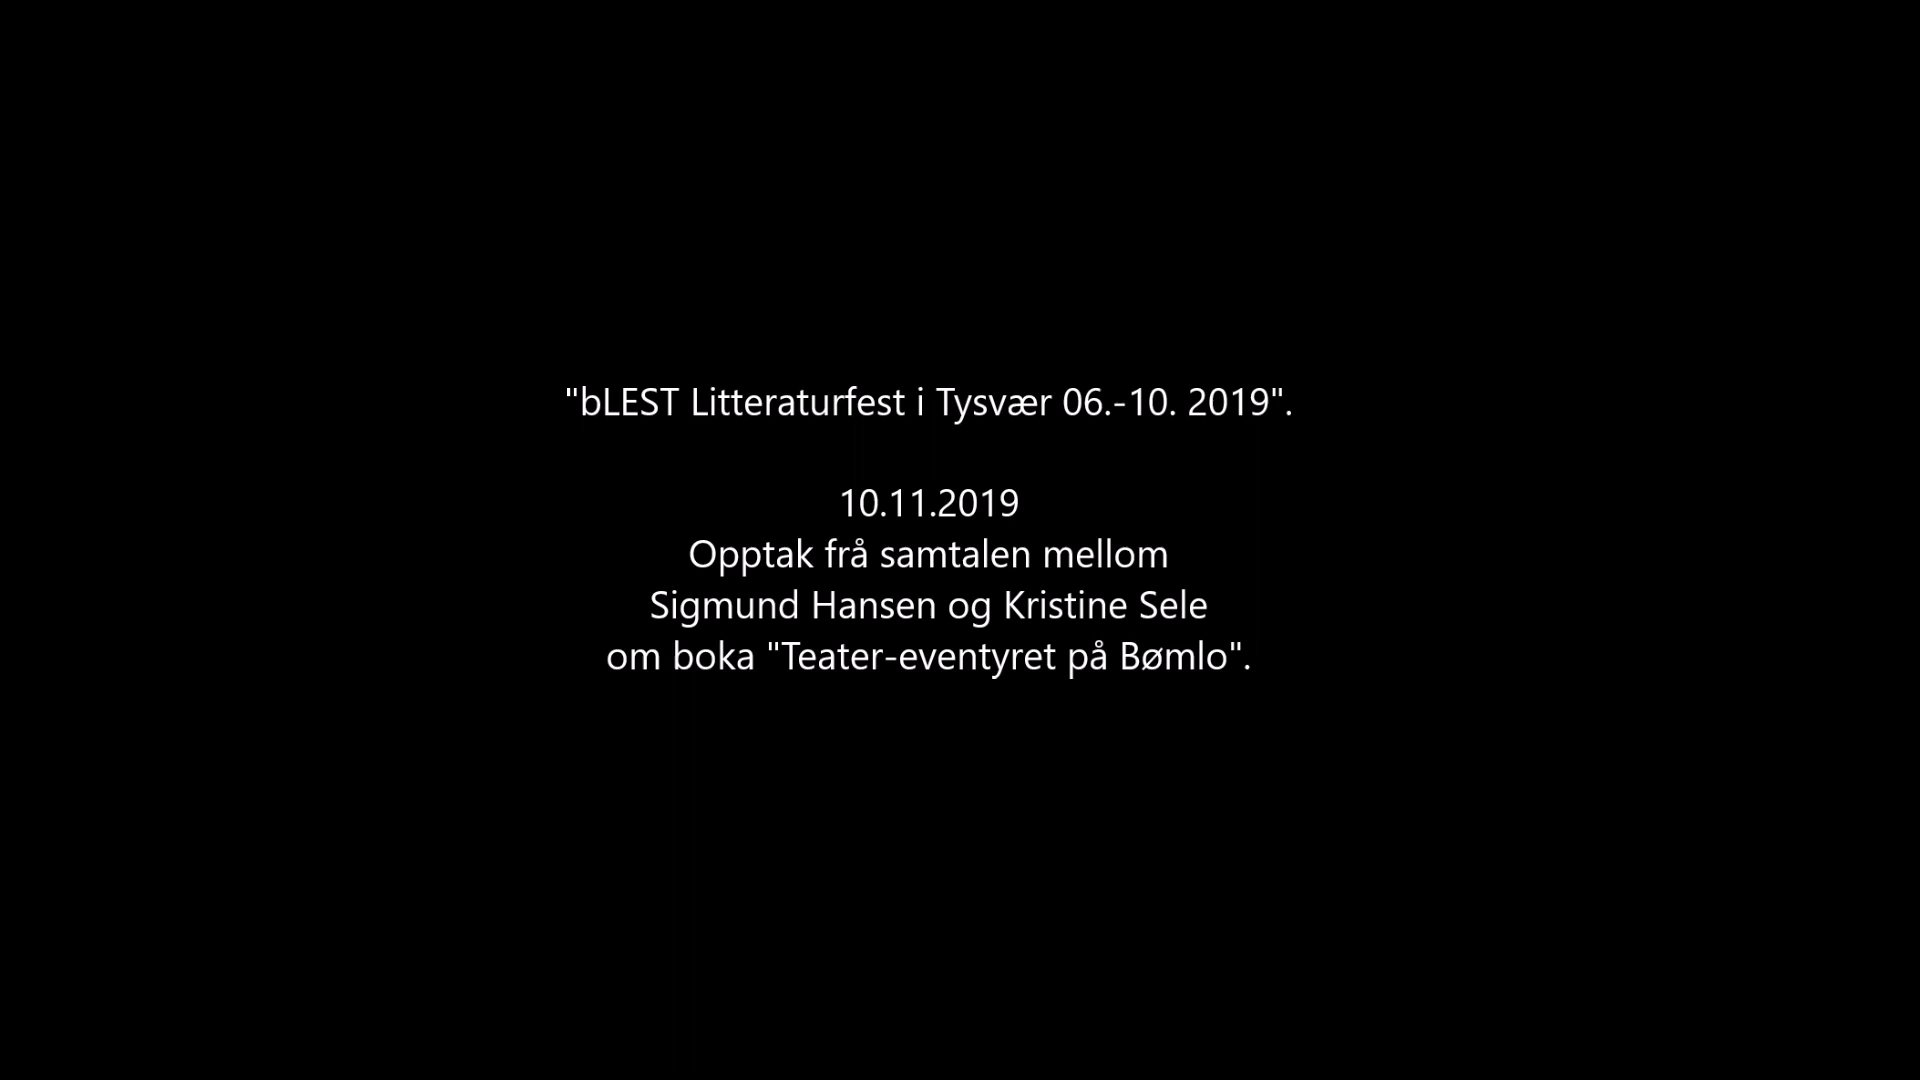 "bLEST Litteraturfest i Tysvær 06.-10. 2019".
10.11.2019
Opptak frå samtalen mellom
Sigmund Hansen og Kristine Sele
om boka "Teater-eventyret på Bømlo".